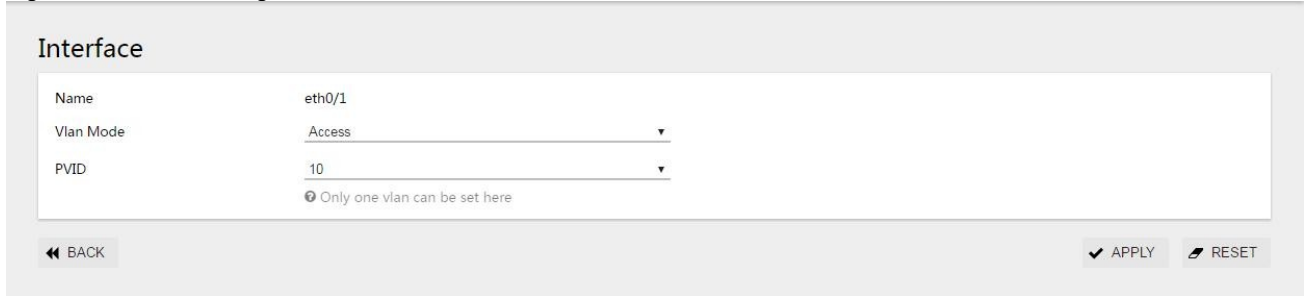 Interface
Name eth0/1
Vlan Mode Access
PVID 10
Only one vlan can be set here
BACK APPLY RESET